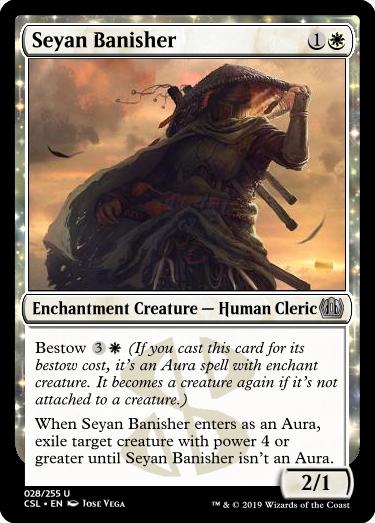 Seyan Banisher 1
Enchantment Creature — Human Cleric
Bestow 3 (If you cast this card for its
bestow cost, it's an Aura spell with enchant
creature. It becomes a creature again if it's not
attached to a creature.)
When Seyan Banisher enters as an Aura,
exile target creature with power 4 or
greater until Seyan Banisher isn't an Aura.
2/1
028/255 U
CSL • EN Jose Vega
™ & © 2019 Wizards of the Coast